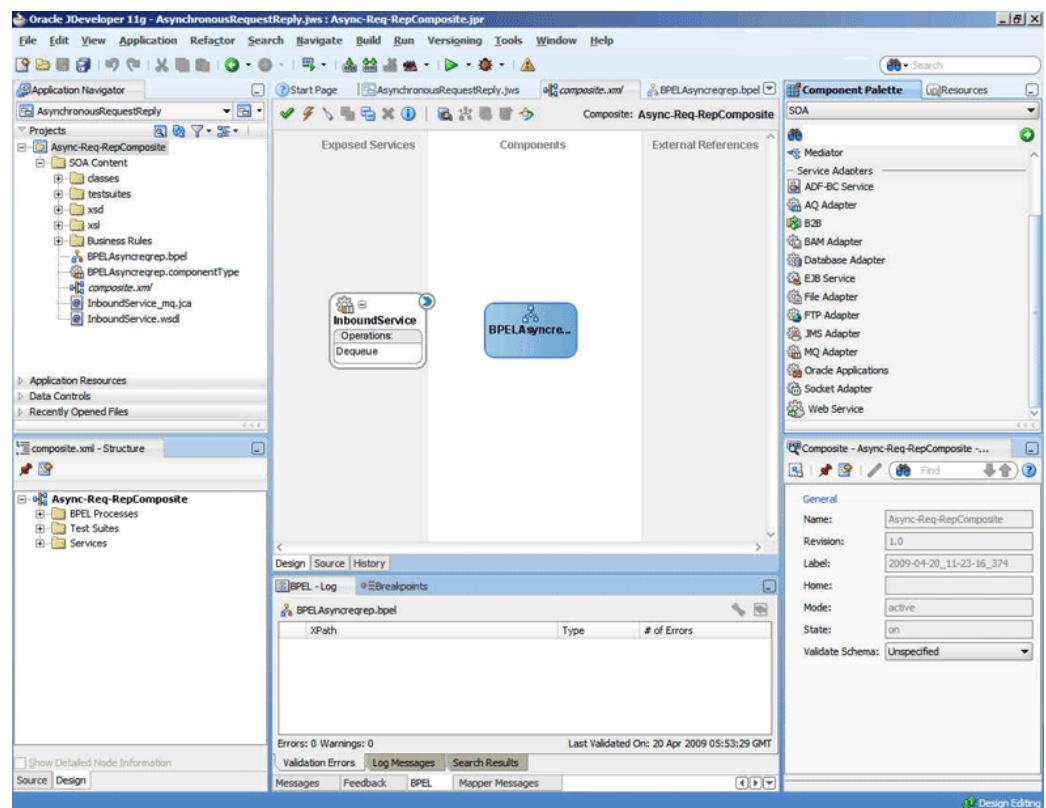 Oracle JDeveloper 11g - AsynchronousRequestReply.jws : Async-Req-RepComposite.jpr
File Edit View Application Refactor Search Navigate Build Run Versioning Tools Window Help
Search
Application Navigator
AsynchronousRequestReply
Projects
Async-Req-RepComposite
SOA Content
classes
testsuites
xsd
xsl
Business Rules
BPELAsyncreqrep.bpel
BPELAsyncreqrep.componentType
composite.xml
InboundService_mq.jca
InboundService.wsdl
Application Resources
Data Controls
Recently Opened Files
composite.xml - Structure
Async-Req-RepComposite
BPEL Processes
Test Suites
Services
Show Detailed Node Information
Source Design
Start Page AsynchronousRequestReply.jws composite.xml BPELAsyncreqrep.bpel
Composite: Async-Req-RepComposite
Exposed Services Components External References
InboundService
Operations:
Dequeue
BPELAsyncre...
Design Source History
BPEL - Log Breakpoints
BPELAsyncreqrep.bpel
XPath Type # of Errors
Errors: 0 Warnings: 0 Last Validated On: 20 Apr 2009 05:53:29 GMT
Validation Errors Log Messages Search Results
Messages Feedback BPEL Mapper Messages
Component Palette Resources
SOA
Mediator
Service Adapters
ADF-BC Service
AQ Adapter
B2B
BAM Adapter
Database Adapter
EJB Service
File Adapter
FTP Adapter
JMS Adapter
MQ Adapter
Oracle Applications
Socket Adapter
Web Service
Composite - Async-Req-RepComposite -...
Find
General
Name: Async-Req-RepComposite
Revision: 1.0
Label: 2009-04-20_11-23-16_374
Home:
Mode: active
State: on
Validate Schema: Unspecified
Design Editing